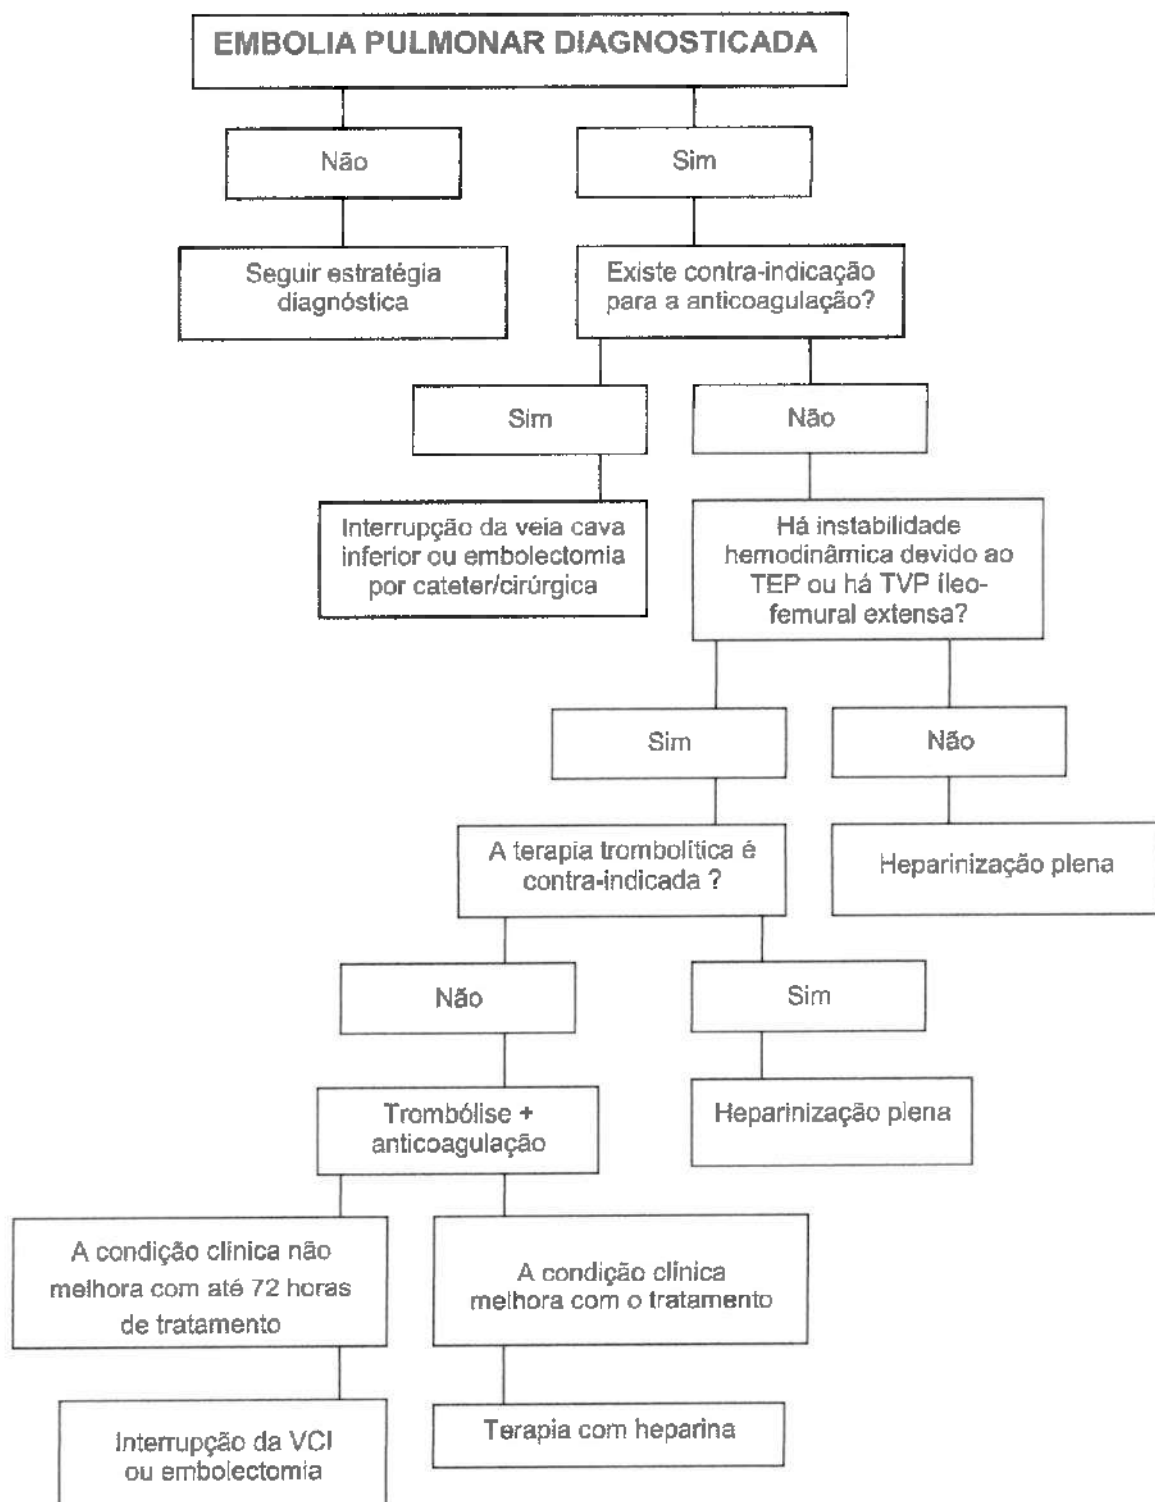 EMBOLIA PULMONAR DIAGNOSTICADA
Não
Sim
Seguir estratégia
diagnóstica
Existe contra-indicação
para a anticoagulação?
Sim
Não
Interrupção da veia cava
inferior ou embolectomia
por cateter/cirúrgica
Há instabilidade
hemodinâmica devido ao
TEP ou há TVP íleo-
femural extensa?
Sim
Não
A terapia trombolítica é
contra-indicada ?
Heparinização plena
Não
Sim
Trombólise +
anticoagulação
Heparinização plena
A condição clínica não
melhora com até 72 horas
de tratamento
A condição clínica
melhora com o tratamento
Interrupção da VCI
ou embolectomia
Terapia com heparina